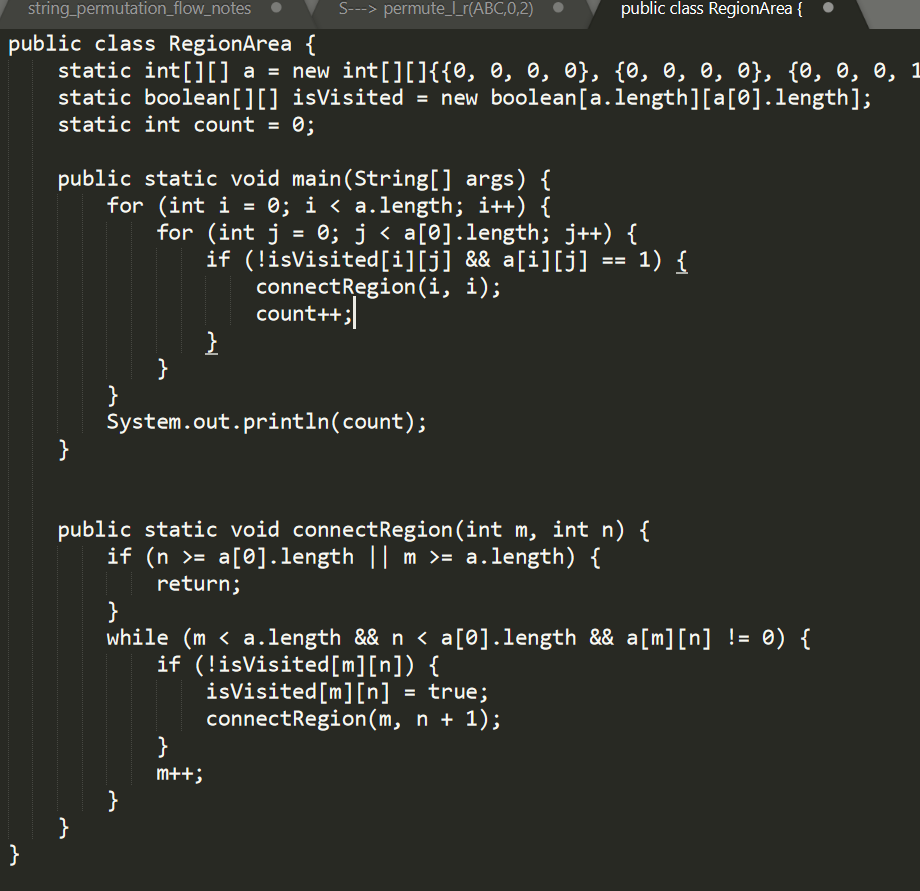 string_permutation_flow_notes
S---> permute_l_r(ABC,0,2)
public class RegionArea {
public class RegionArea {
static int[][] a = new int[][]{{0, 0, 0, 0}, {0, 0, 0, 0}, {0, 0, 0, 1
static boolean[][] isVisited = new boolean[a.length][a[0].length];
static int count = 0;
public static void main(String[] args) {
for (int i = 0; i < a.length; i++) {
for (int j = 0; j < a[0].length; j++) {
if (!isVisited[i][j] && a[i][j] == 1) {
connectRegion(i, i);
count++;
}
}
}
System.out.println(count);
}
public static void connectRegion(int m, int n) {
if (n >= a[0].length || m >= a.length) {
return;
}
while (m < a.length && n < a[0].length && a[m][n] != 0) {
if (!isVisited[m][n]) {
isVisited[m][n] = true;
connectRegion(m, n + 1);
}
m++;
}
}
}